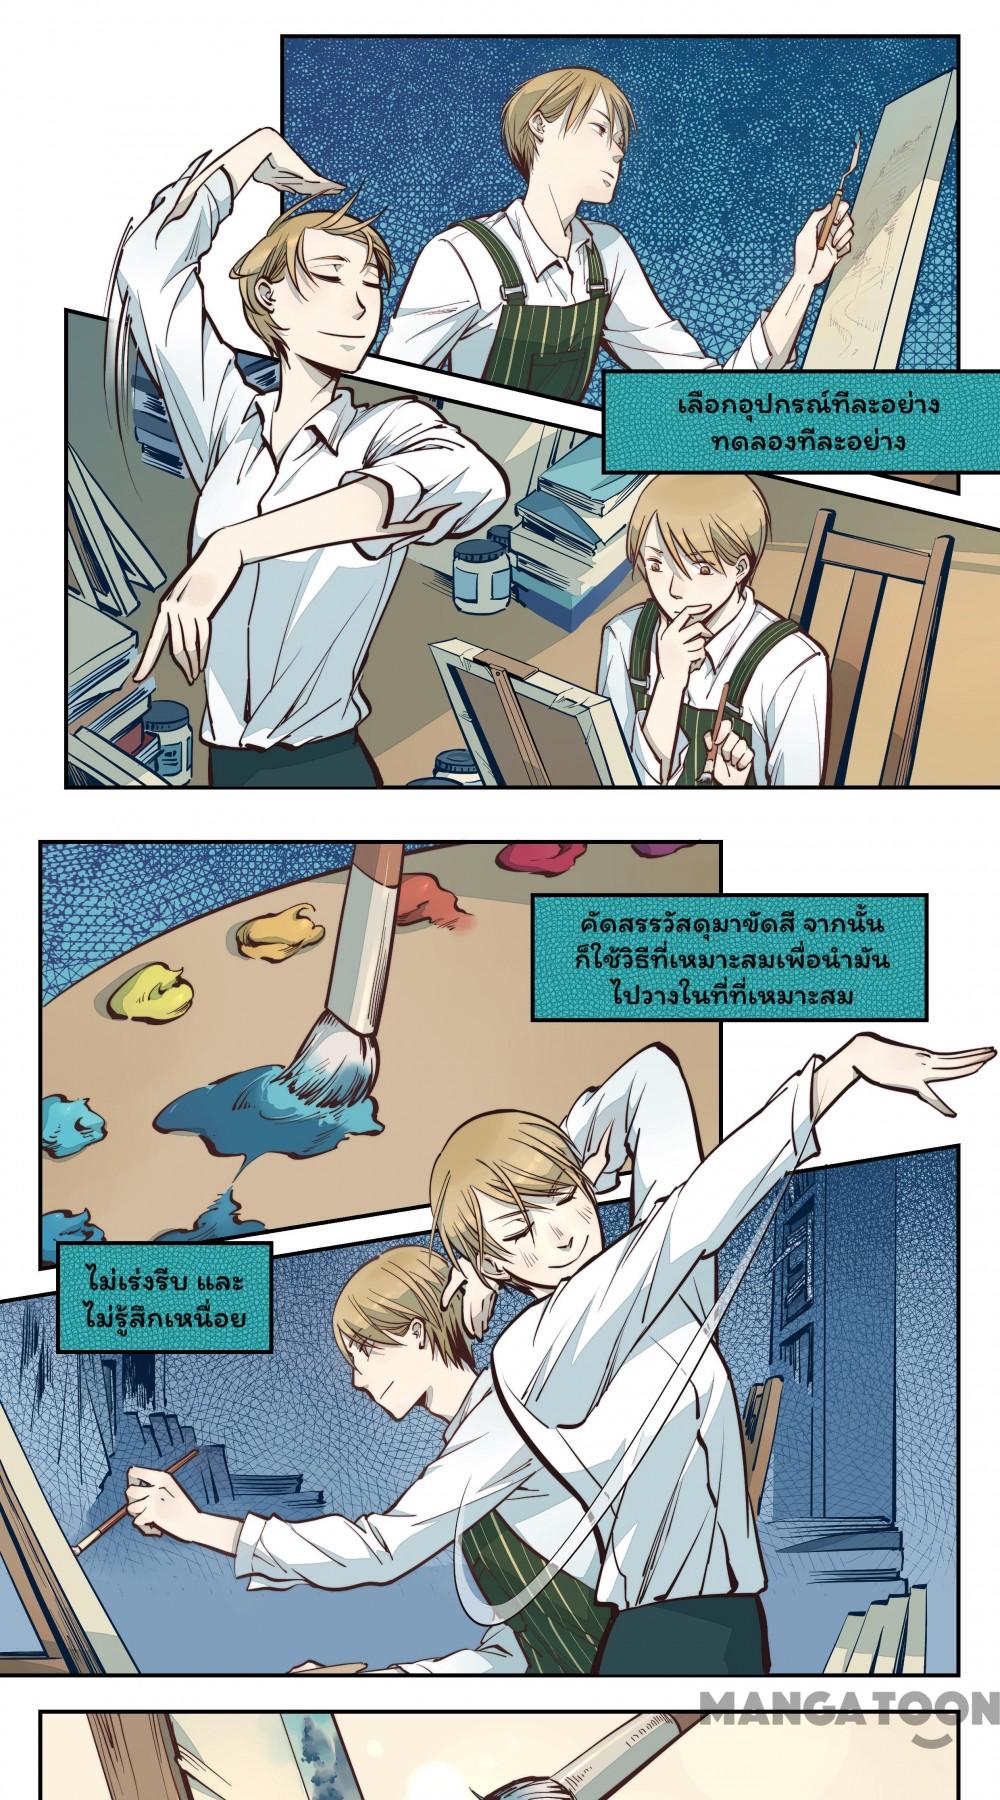 เลือกอุปกรณ์ทีละอย่าง
ทดลองทีละอย่าง
คัดสรรวัสดุมาขัดสี จากนั้น
ก็ใช้วิธีที่เหมาะสมเพื่อนำมัน
ไปวางในที่ที่เหมาะสม
ไม่เร่งรีบ และ
ไม่รู้สึกเหนื่อย
MANGATOON